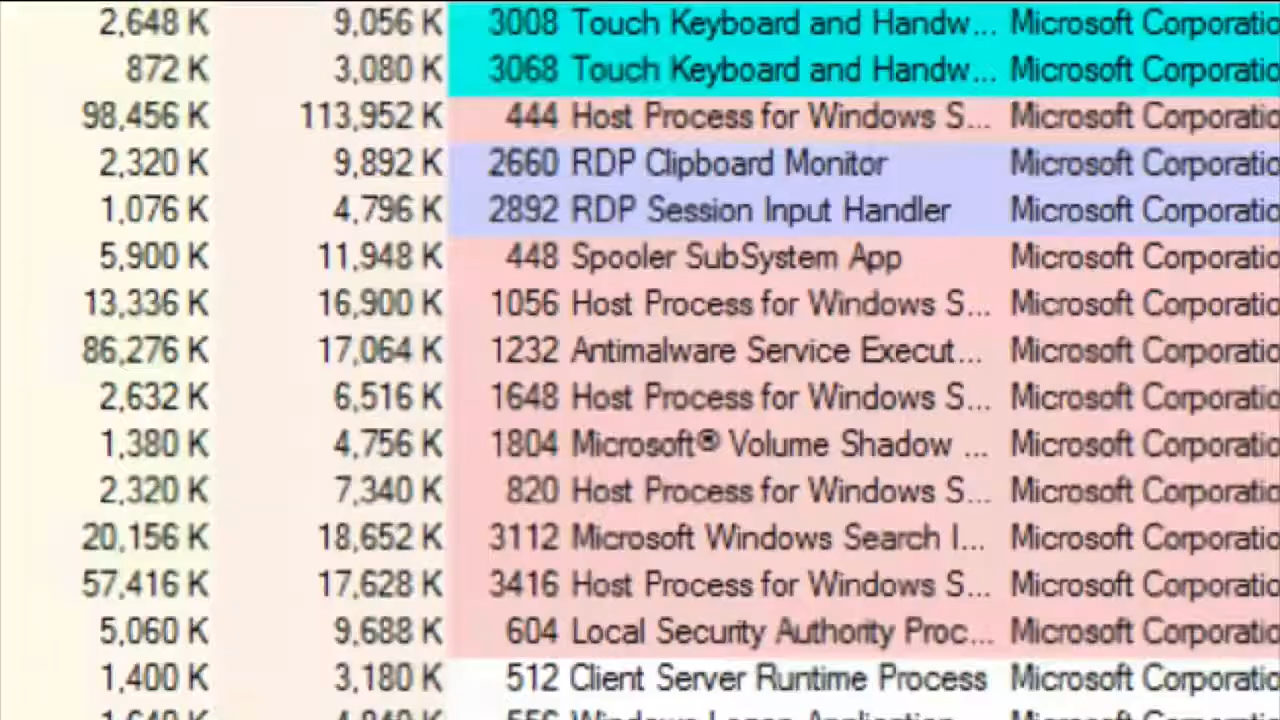 2,648 K 9,056 K 3008 Touch Keyboard and Handw... Microsoft Corporatio
872 K 3,080 K 3068 Touch Keyboard and Handw... Microsoft Corporatio
98,456 K 113,952 K 444 Host Process for Windows S... Microsoft Corporatio
2,320 K 9,892 K 2660 RDP Clipboard Monitor Microsoft Corporatio
1,076 K 4,796 K 2892 RDP Session Input Handler Microsoft Corporatio
5,900 K 11,948 K 448 Spooler SubSystem App Microsoft Corporatio
13,336 K 16,900 K 1056 Host Process for Windows S... Microsoft Corporatio
86,276 K 17,064 K 1232 Antimalware Service Execut... Microsoft Corporatio
2,632 K 6,516 K 1648 Host Process for Windows S... Microsoft Corporatio
1,380 K 4,756 K 1804 Microsoft® Volume Shadow ... Microsoft Corporatio
2,320 K 7,340 K 820 Host Process for Windows S... Microsoft Corporatio
20,156 K 18,652 K 3112 Microsoft Windows Search I... Microsoft Corporatio
57,416 K 17,628 K 3416 Host Process for Windows S... Microsoft Corporatio
5,060 K 9,688 K 604 Local Security Authority Proc... Microsoft Corporatio
1,400 K 3,180 K 512 Client Server Runtime Process Microsoft Corporatio
Windows Logon Application Microsoft Corporatio